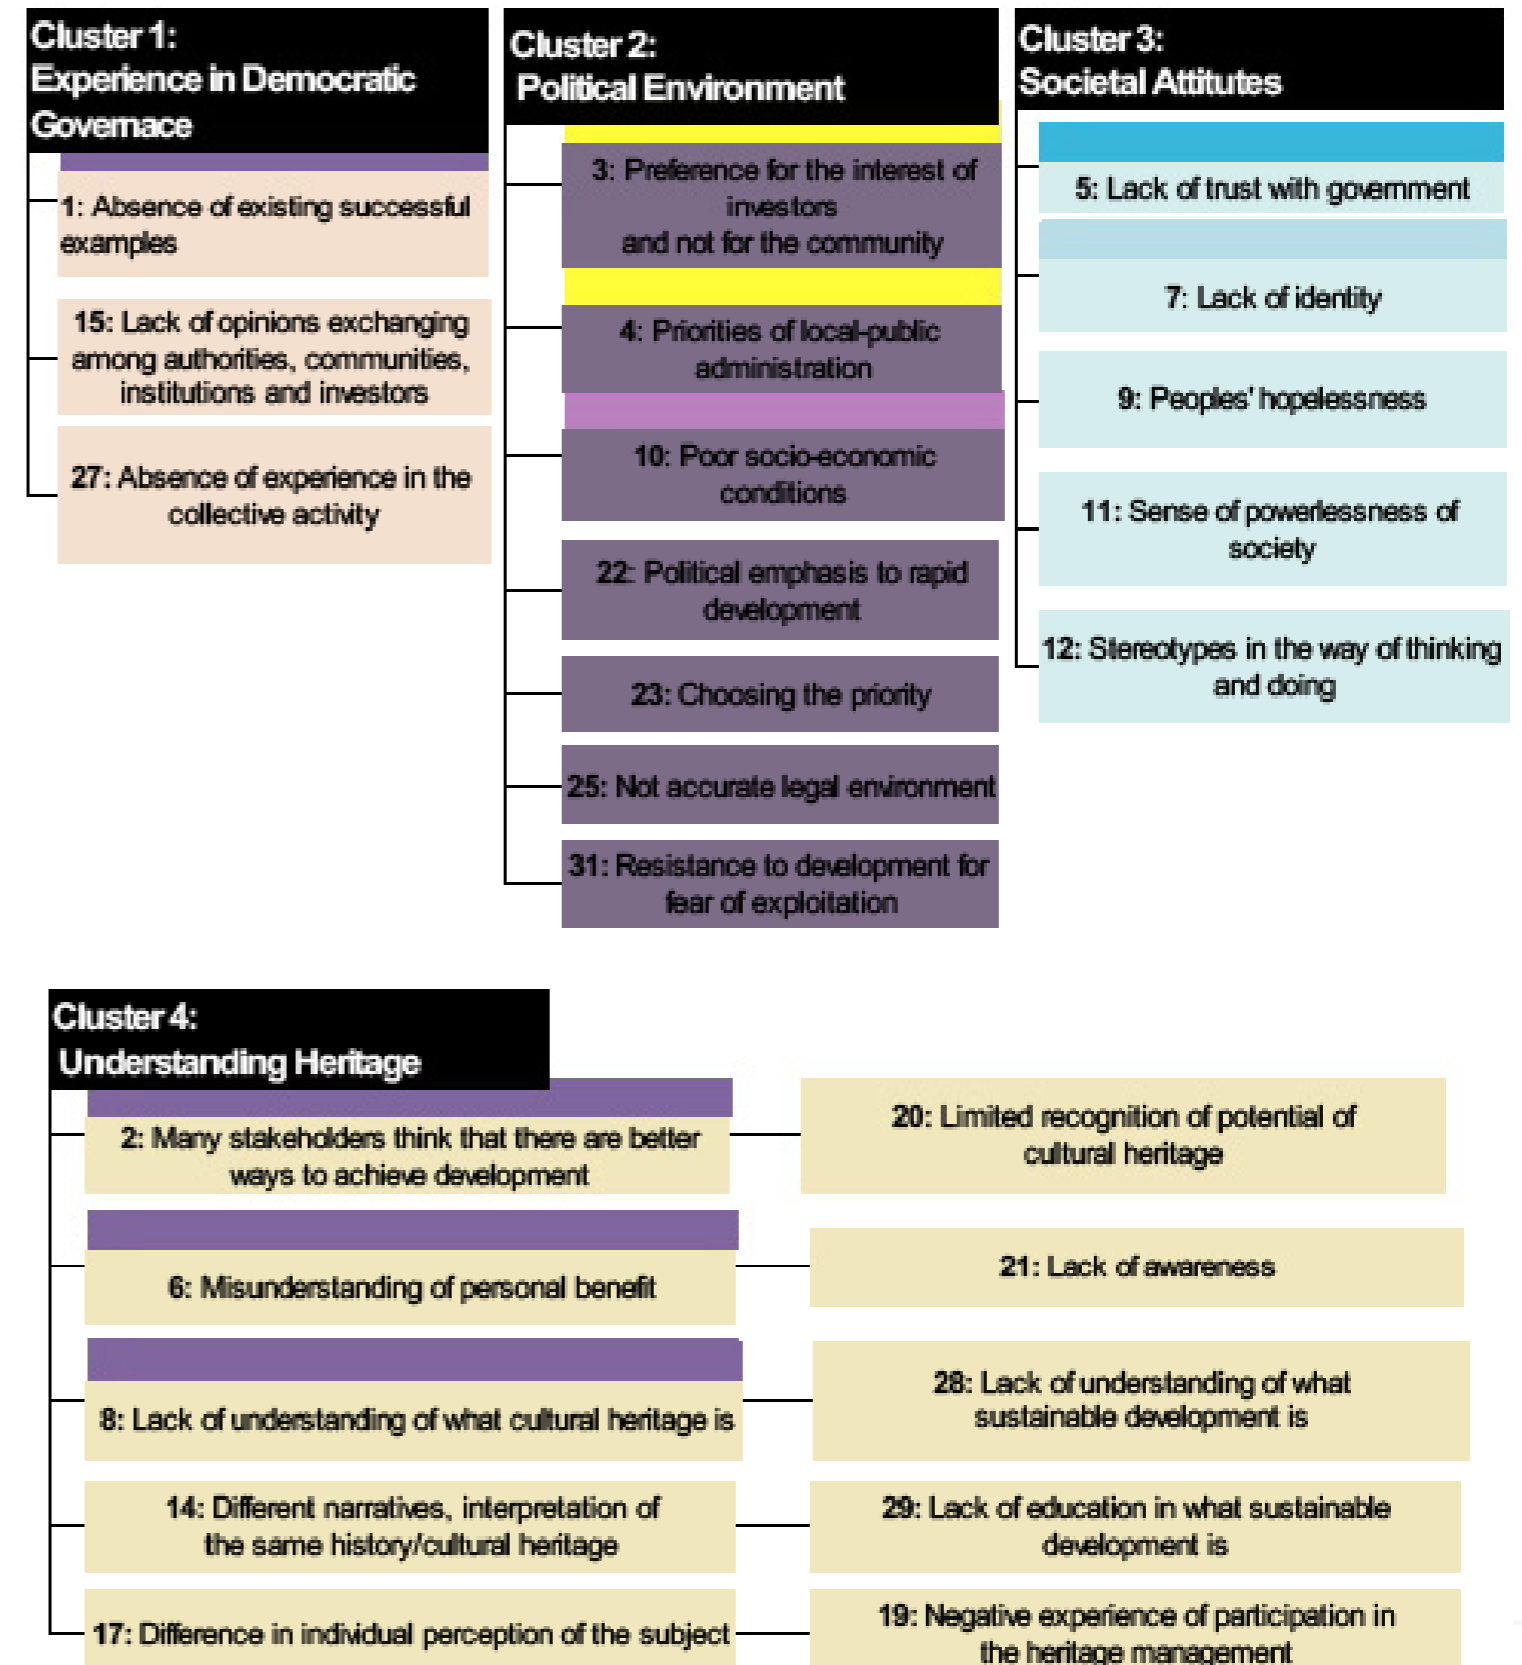 Cluster 1:
Experience in Democratic
Governace
1: Absence of existing successful
examples
15: Lack of opinions exchanging
among authorities, communities,
institutions and investors
27: Absence of experience in the
collective activity
Cluster 2:
Political Environment
3: Preference for the interest of
investors
and not for the community
4: Priorities of local-public
administration
10: Poor socio-economic
conditions
22: Political emphasis to rapid
development
23: Choosing the priority
25: Not accurate legal environment
31: Resistance to development for
fear of exploitation
Cluster 3:
Societal Attitutes
5: Lack of trust with government
7: Lack of identity
9: Peoples' hopelessness
11: Sense of powerlessness of
society
12: Stereotypes in the way of thinking
and doing
Cluster 4:
Understanding Heritage
2: Many stakeholders think that there are better
ways to achieve development
6: Misunderstanding of personal benefit
8: Lack of understanding of what cultural heritage is
14: Different narratives, interpretation of
the same history/cultural heritage
17: Difference in individual perception of the subject
20: Limited recognition of potential of
cultural heritage
21: Lack of awareness
28: Lack of understanding of what
sustainable development is
29: Lack of education in what sustainable
development is
19: Negative experience of participation in
the heritage management